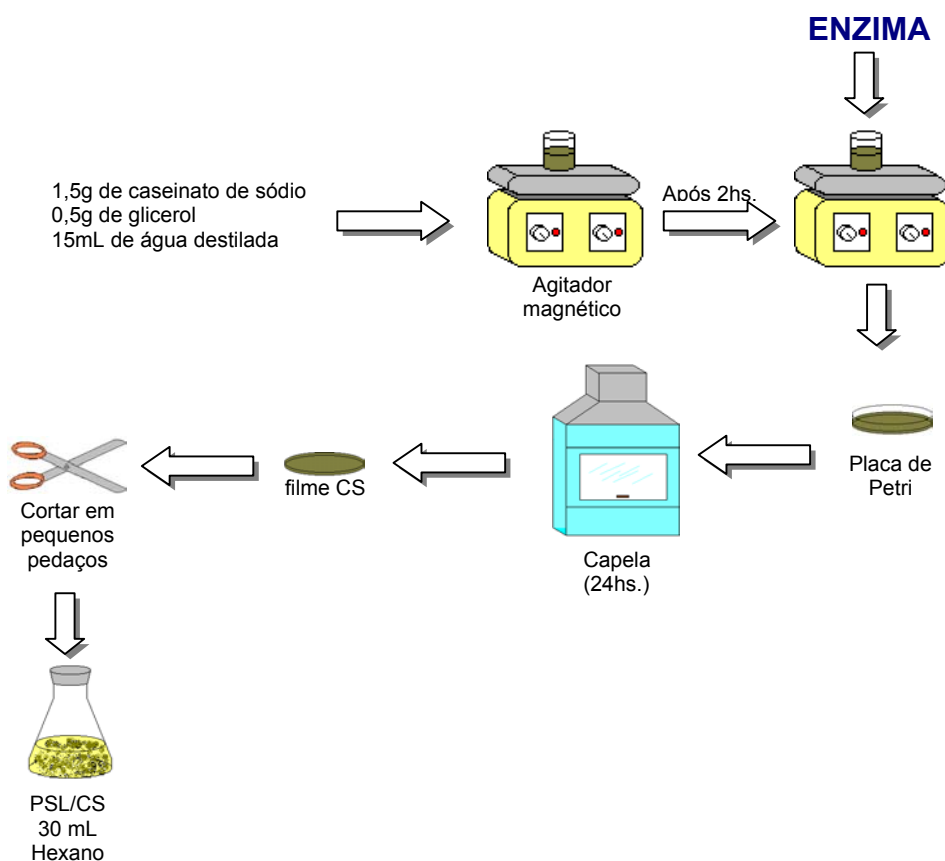 ENZIMA
1,5g de caseinato de sódio
0,5g de glicerol
15mL de água destilada
Após 2hs.
Agitador
magnético
Placa de
Petri
Capela
(24hs.)
filme CS
Cortar em
pequenos
pedaços
PSL/CS
30 mL
Hexano